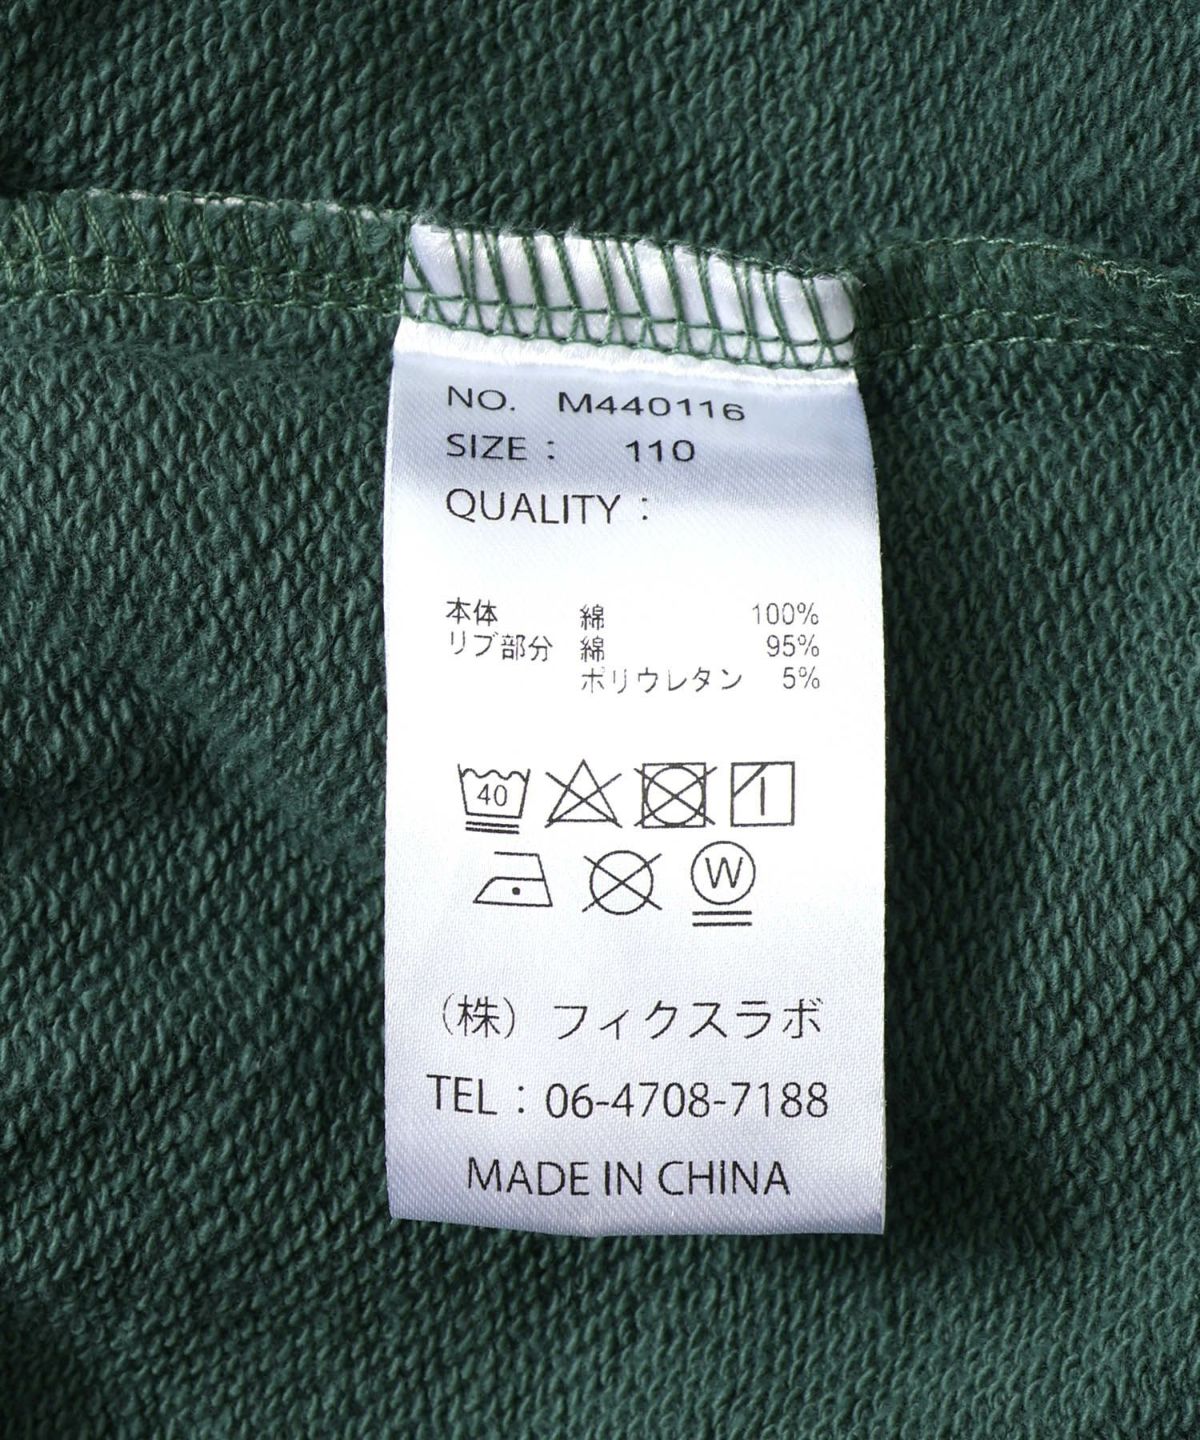 NO. M440116
SIZE： 110
QUALITY：
本体 綿 100%
リブ部分 綿 95%
ポリウレタン 5%
40
W
（株）フィクスラボ
TEL：06-4708-7188
MADE IN CHINA